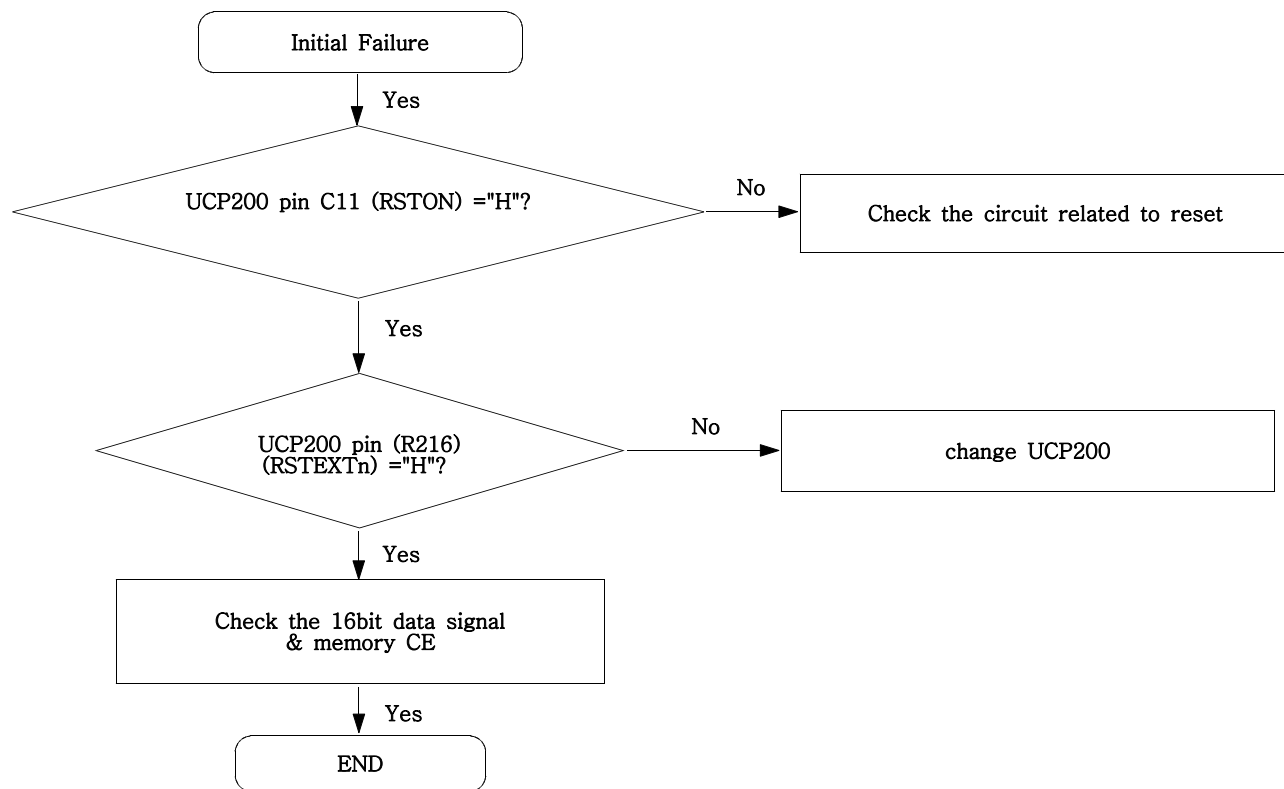 Initial Failure
Yes
UCP200 pin C11 (RSTON) ="H"?
No
Check the circuit related to reset
Yes
UCP200 pin (R216)
(RSTEXTn) ="H"?
No
change UCP200
Yes
Check the 16bit data signal
& memory CE
Yes
END